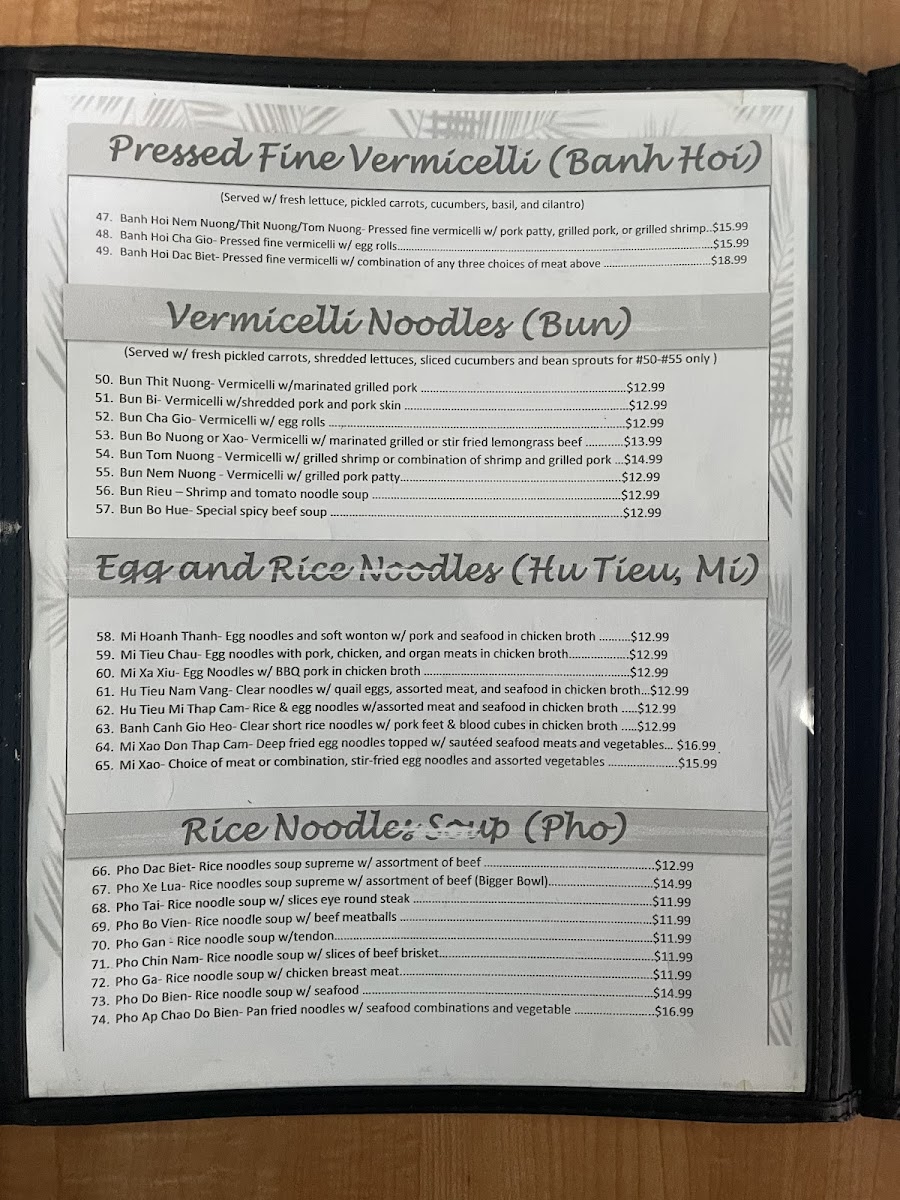 Pressed Fine Vermicelli (Banh Hoi)
(Served w/ fresh lettuce, pickled carrots, cucumbers, basil, and cilantro)
47. Banh Hoi Nem Nuong/Thit Nuong/Tom Nuong- Pressed fine vermicelli w/ pork patty, grilled pork, or grilled shrimp..$15.99
48. Banh Hoi Cha Gio- Pressed fine vermicelli w/ egg rolls.....$15.99
49. Banh Hoi Dac Biet- Pressed fine vermicelli w/ combination of any three choices of meat above .....$18.99
Vermicelli Noodles (Bun)
(Served w/ fresh pickled carrots, shredded lettuces, sliced cucumbers and bean sprouts for #50-#55 only )
50. Bun Thit Nuong- Vermicelli w/marinated grilled pork .....$12.99
51. Bun Bi- Vermicelli w/shredded pork and pork skin .....$12.99
52. Bun Cha Gio- Vermicelli w/ egg rolls .....$12.99
53. Bun Bo Nuong or Xao- Vermicelli w/ marinated grilled or stir fried lemongrass beef .....$13.99
54. Bun Tom Nuong - Vermicelli w/ grilled shrimp or combination of shrimp and grilled pork ...$14.99
55. Bun Nem Nuong - Vermicelli w/ grilled pork patty.....$12.99
56. Bun Rieu – Shrimp and tomato noodle soup .....$12.99
57. Bun Bo Hue- Special spicy beef soup .....$12.99
Egg and Rice Noodles (Hu Tieu, Mi)
58. Mi Hoanh Thanh- Egg noodles and soft wonton w/ pork and seafood in chicken broth .....$12.99
59. Mi Tieu Chau- Egg noodles with pork, chicken, and organ meats in chicken broth.....$12.99
60. Mi Xa Xiu- Egg Noodles w/ BBQ pork in chicken broth .....$12.99
61. Hu Tieu Nam Vang- Clear noodles w/ quail eggs, assorted meat, and seafood in chicken broth...$12.99
62. Hu Tieu Mi Thap Cam- Rice & egg noodles w/assorted meat and seafood in chicken broth .....$12.99
63. Banh Canh Gio Heo- Clear short rice noodles w/ pork feet & blood cubes in chicken broth .....$12.99
64. Mi Xao Don Thap Cam- Deep fried egg noodles topped w/ sautéed seafood meats and vegetables... $16.99
65. Mi Xao- Choice of meat or combination, stir-fried egg noodles and assorted vegetables .....$15.99
Rice Noodles Soup (Pho)
66. Pho Dac Biet- Rice noodles soup supreme w/ assortment of beef .....$12.99
67. Pho Xe Lua- Rice noodles soup supreme w/ assortment of beef (Bigger Bowl).....$14.99
68. Pho Tai- Rice noodle soup w/ slices eye round steak .....$11.99
69. Pho Bo Vien- Rice noodle soup w/ beef meatballs .....$11.99
70. Pho Gan - Rice noodle soup w/tendon.....$11.99
71. Pho Chin Nam- Rice noodle soup w/ slices of beef brisket.....$11.99
72. Pho Ga- Rice noodle soup w/ chicken breast meat.....$11.99
73. Pho Do Bien- Rice noodle soup w/ seafood .....$14.99
74. Pho Ap Chao Do Bien- Pan fried noodles w/ seafood combinations and vegetable .....$16.99